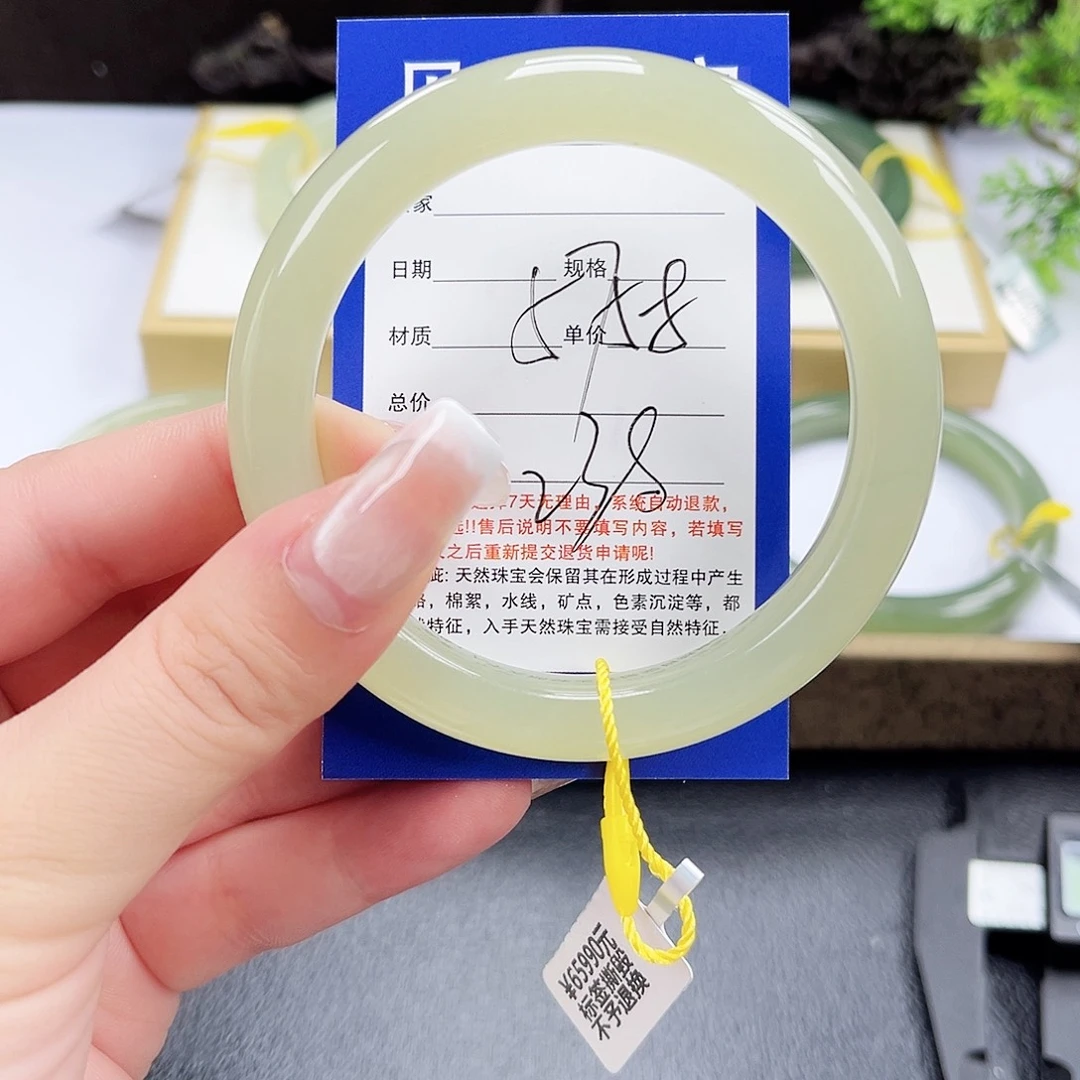 家
日期 规格
材质 单价
58
总价
238
7天无理由,系统自动退款,
!!售后说明不要填写内容,若填写
之后重新提交退货申请呢!
疵:天然珠宝会保留其在形成过程中产生
,棉絮,水线,矿点,色素沉淀等,都
特征,入手天然珠宝需接受自然特征.
¥65990元
标签撕毁
不予退换